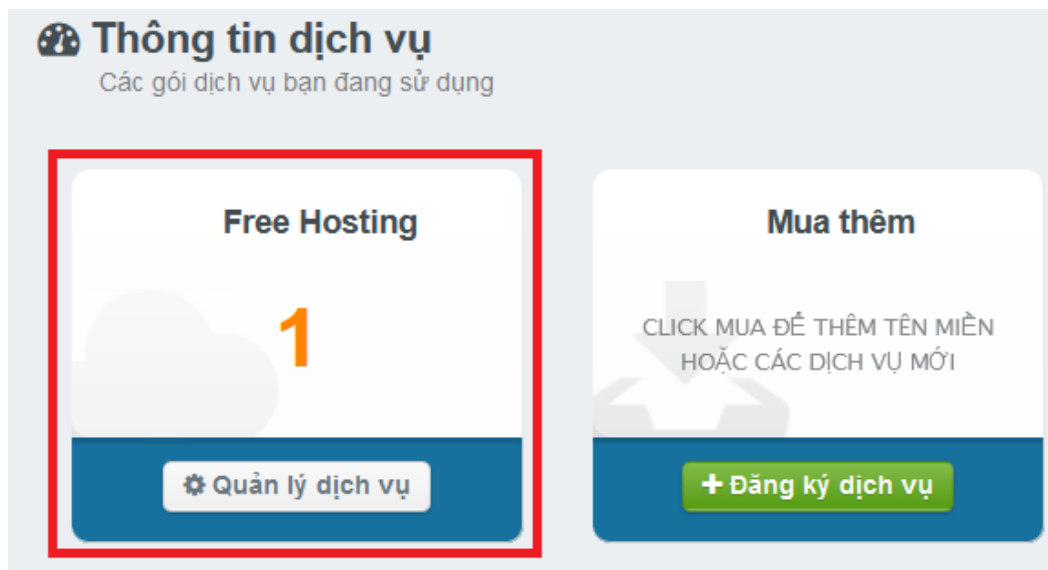 Thông tin dịch vụ
Các gói dịch vụ bạn đang sử dụng
Free Hosting
1
Quản lý dịch vụ
Mua thêm
CLICK MUA ĐỂ THÊM TÊN MIỀN
HOẶC CÁC DỊCH VỤ MỚI
Đăng ký dịch vụ